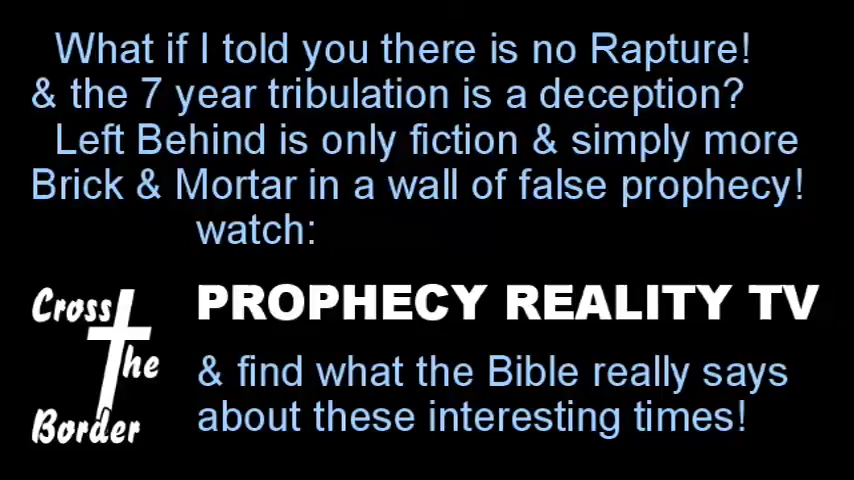 What if I told you there is no Rapture!
& the 7 year tribulation is a deception?
Left Behind is only fiction & simply more
Brick & Mortar in a wall of false prophecy!
watch:
PROPHECY REALITY TV
Cross
The
Border
& find what the Bible really says
about these interesting times!